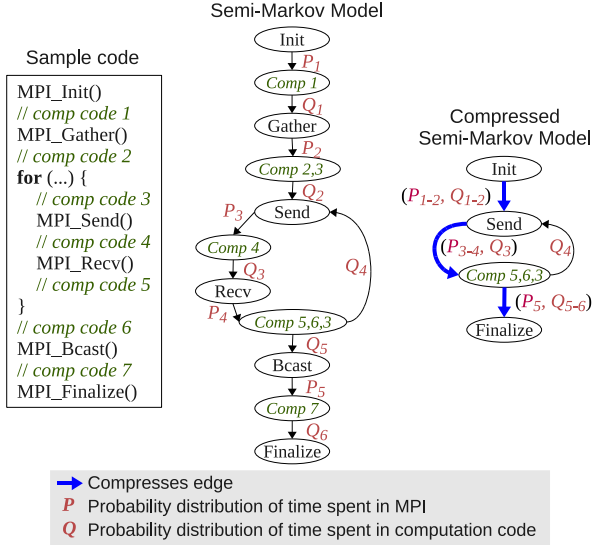 Semi-Markov Model
Sample code
MPI_Init()
// comp code 1
MPI_Gather()
// comp code 2
for (...) {
// comp code 3
MPI_Send()
// comp code 4
MPI_Recv()
// comp code 5
}
// comp code 6
MPI_Bcast()
// comp code 7
MPI_Finalize()
Init
P1
Comp 1
Q1
Gather
P2
Comp 2,3
Q2
Send
P3
Comp 4
Q3
Q4
Recv
P4
Comp 5,6,3
Q5
Bcast
P5
Comp 7
Q6
Finalize
Compressed
Semi-Markov Model
Init
(P1-2, Q1-2)
Send
(P3-4, Q3)
Q4
Comp 5,6,3
(P5, Q5-6)
Finalize
Compresses edge
P Probability distribution of time spent in MPI
Q Probability distribution of time spent in computation code